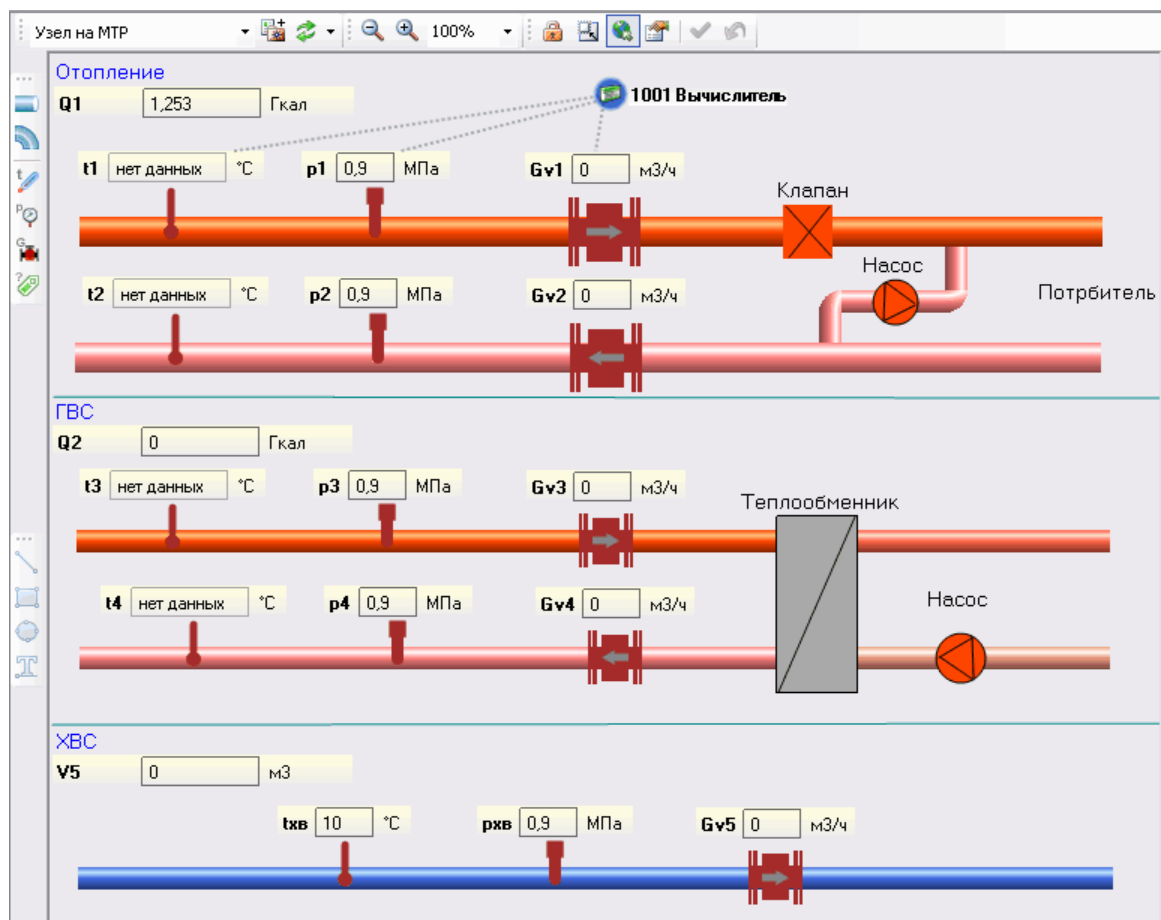 Узел на МТР 100%
Отопление
Q1 1,253 Гкал
1001 Вычислитель
t1 нет данных °C p1 0,9 МПа Gv1 0 м3/ч
Клапан
Насос
t2 нет данных °C p2 0,9 МПа Gv2 0 м3/ч
Потрбитель
ГВС
Q2 0 Гкал
t3 нет данных °C p3 0,9 МПа Gv3 0 м3/ч
Теплообменник
t4 нет данных °C p4 0,9 МПа Gv4 0 м3/ч
Насос
ХВС
V5 0 м3
tхв 10 °C pхв 0,9 МПа Gv5 0 м3/ч